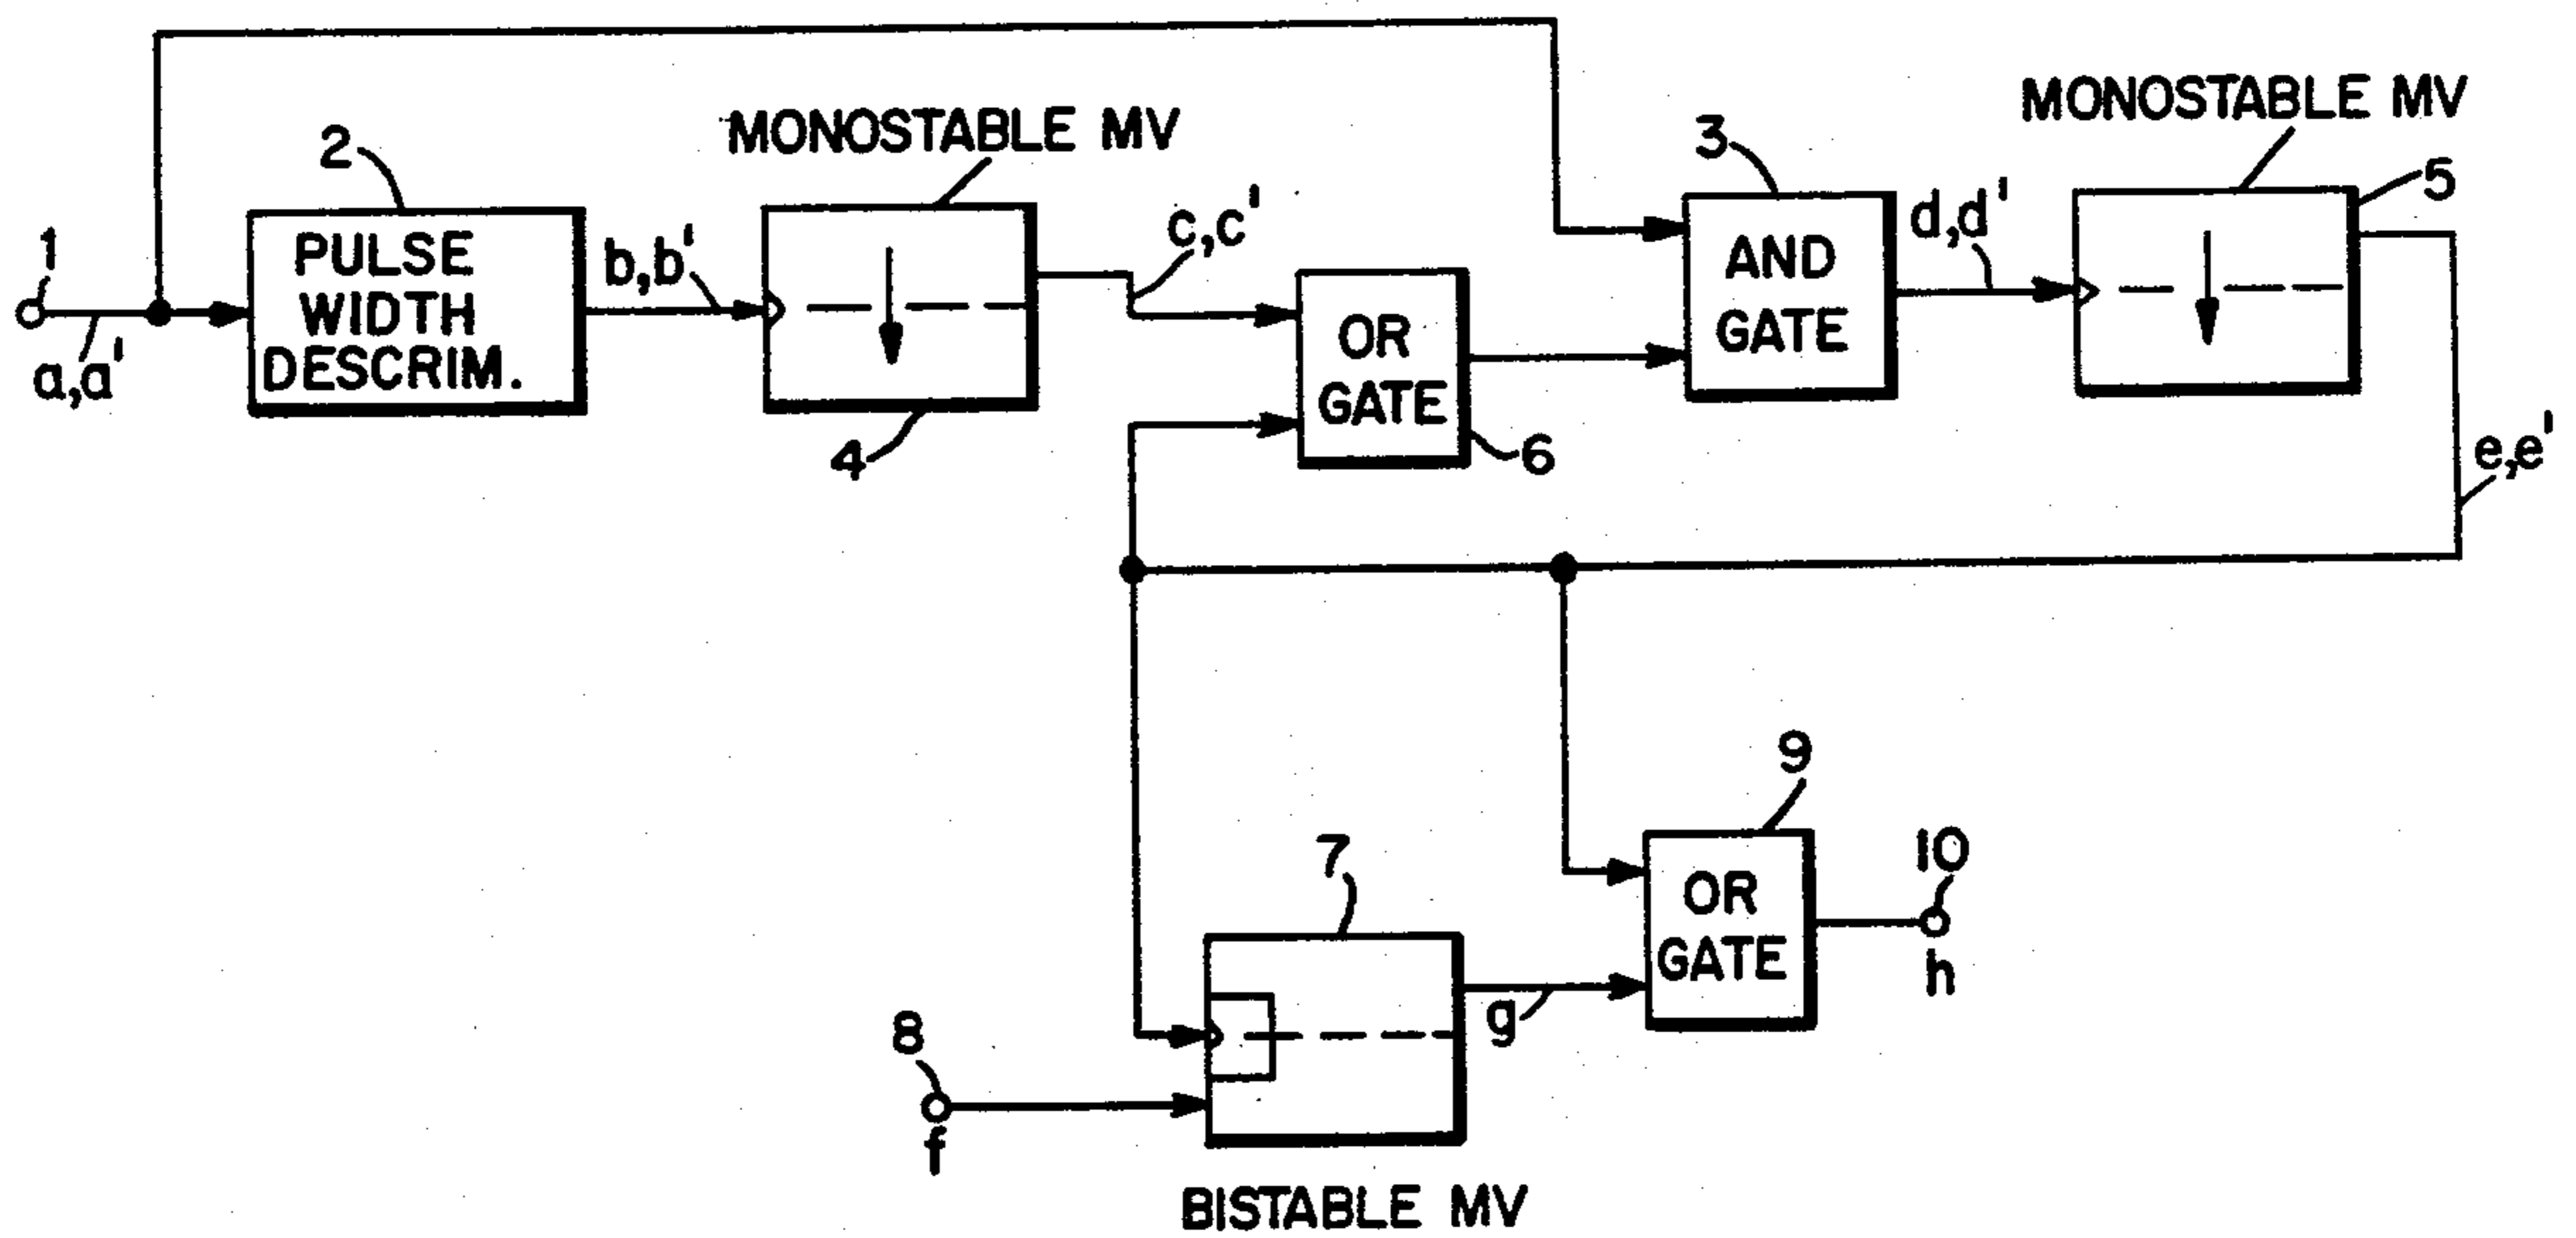 MONOSTABLE MV
MONOSTABLE MV
2
3
5
1
PULSE
WIDTH
DESCRIM.
a,a'
b,b'
c,c'
d,d'
AND
GATE
OR
GATE
4
6
e,e'
9
7
10
OR
GATE
h
g
8
f
BISTABLE MV